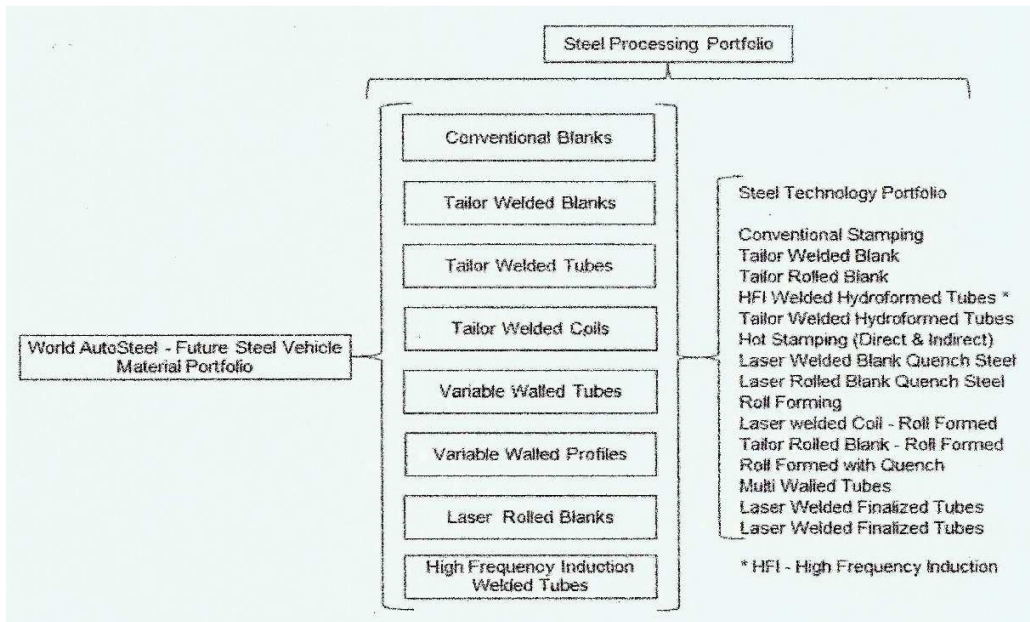 Steel Processing Portfolio
Conventional Blanks
Tailor Welded Blanks
Tailor Welded Tubes
Tailor Welded Coils
World AutoSteel - Future Steel Vehicle
Material Portfolio
Variable Walled Tubes
Variable Walled Profiles
Laser Rolled Blanks
High Frequency Induction
Welded Tubes
Steel Technology Portfolio
Conventional Stamping
Tailor Welded Blank
Tailor Rolled Blank
HFI Welded Hydroformed Tubes *
Tailor Welded Hydroformed Tubes
Hot Stamping (Direct & Indirect)
Laser Welded Blank Quench Steel
Laser Rolled Blank Quench Steel
Roll Forming
Laser welded Coil - Roll Formed
Tailor Rolled Blank - Roll Formed
Roll Formed with Quench
Multi Walled Tubes
Laser Welded Finalized Tubes
Laser Welded Finalized Tubes
* HFI - High Frequency Induction